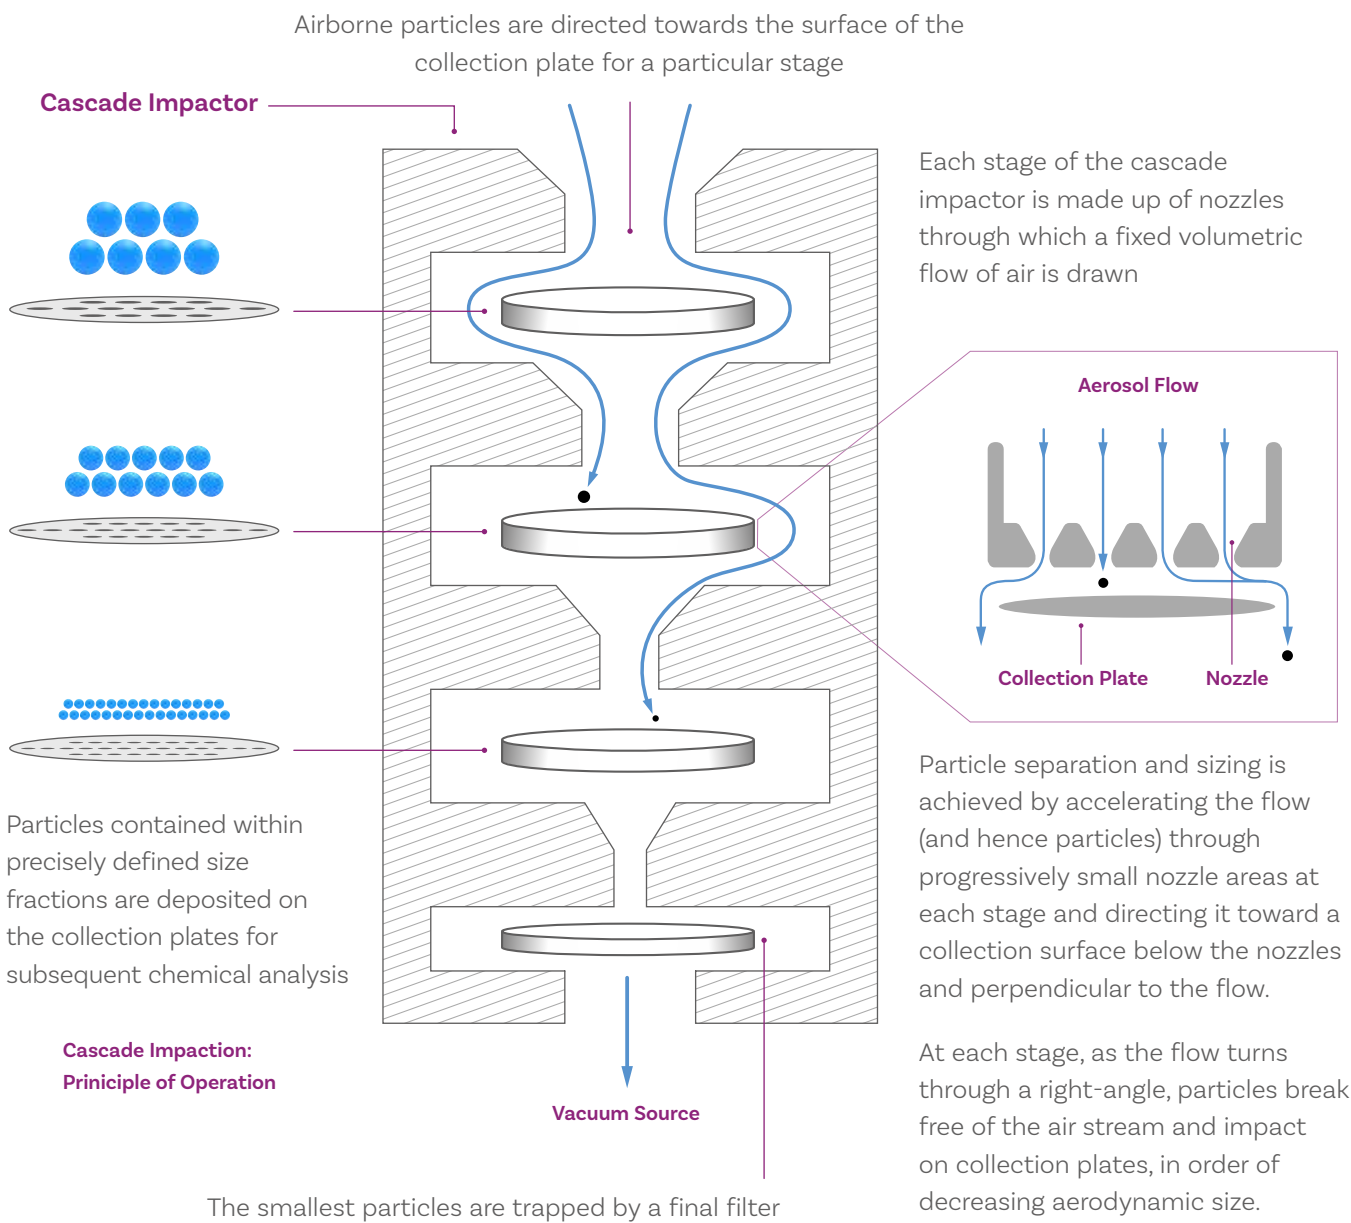 Airborne particles are directed towards the surface of the
collection plate for a particular stage
Cascade Impactor
Each stage of the cascade
impactor is made up of nozzles
through which a fixed volumetric
flow of air is drawn
Aerosol Flow
Collection Plate
Nozzle
Particle separation and sizing is
achieved by accelerating the flow
(and hence particles) through
progressively small nozzle areas at
each stage and directing it toward a
collection surface below the nozzles
and perpendicular to the flow.
At each stage, as the flow turns
through a right-angle, particles break
free of the air stream and impact
on collection plates, in order of
decreasing aerodynamic size.
Particles contained within
precisely defined size
fractions are deposited on
the collection plates for
subsequent chemical analysis
Cascade Impaction:
Priniciple of Operation
Vacuum Source
The smallest particles are trapped by a final filter